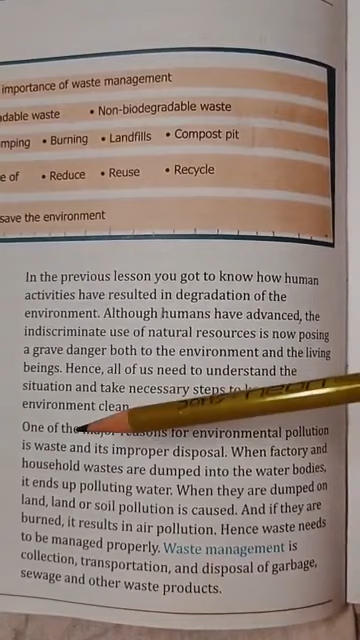 importance of waste management
adable waste • Non-biodegradable waste
mping • Burning • Landfills • Compost pit
e of • Reduce • Reuse • Recycle
save the environment
In the previous lesson you got to know how human
activities have resulted in degradation of the
environment. Although humans have advanced, the
indiscriminate use of natural resources is now posing
a grave danger both to the environment and the living
beings. Hence, all of us need to understand the
situation and take necessary steps to
environment clean
One of the major reasons for environmental pollution
is waste and its improper disposal. When factory and
household wastes are dumped into the water bodies,
it ends up polluting water. When they are dumped on
land, land or soil pollution is caused. And if they are
burned, it results in air pollution. Hence waste needs
to be managed properly. Waste management is
collection, transportation, and disposal of garbage,
sewage and other waste products.